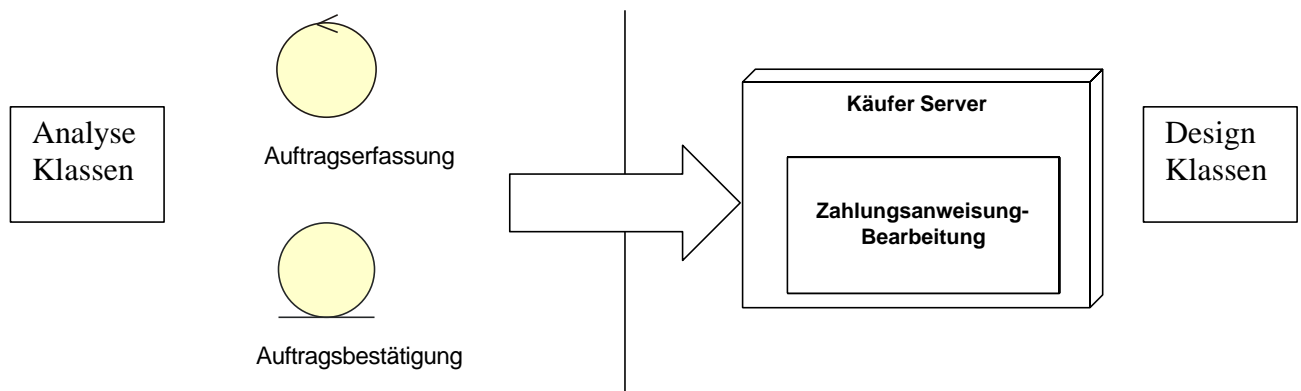 Analyse
Klassen
Auftragserfassung
Auftragsbestätigung
Käufer Server
Zahlungsanweisung-
Bearbeitung
Design
Klassen